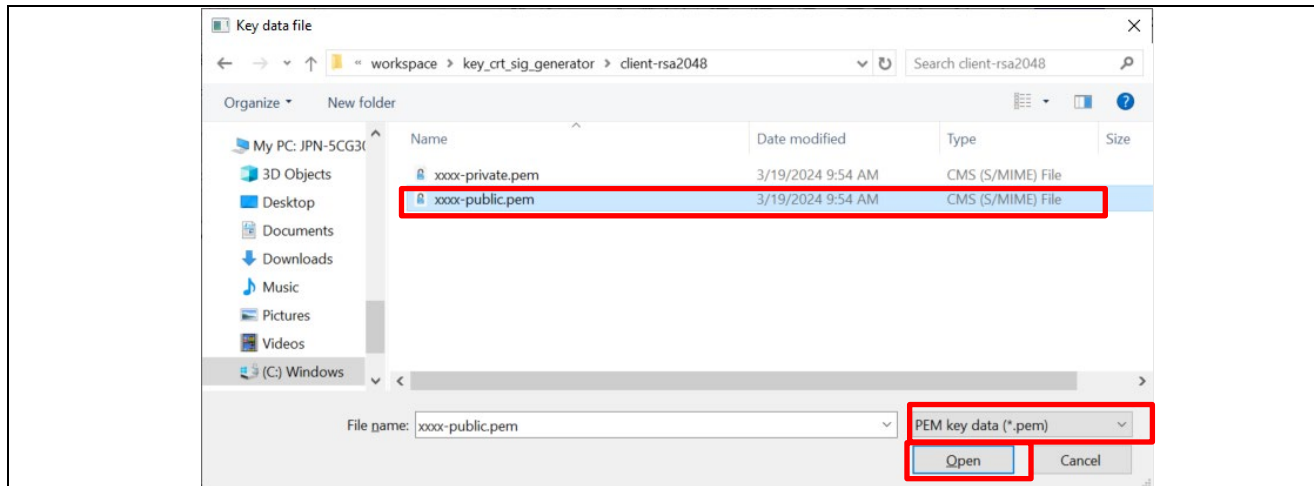 Key data file
« workspace > key_crt_sig_generator > client-rsa2048
Search client-rsa2048
Organize
New folder
Name Date modified Type Size
My PC: JPN-5CG3(
3D Objects
Desktop
Documents
Downloads
Music
Pictures
Videos
(C:) Windows
xxxx-private.pem 3/19/2024 9:54 AM CMS (S/MIME) File
xxxx-public.pem 3/19/2024 9:54 AM CMS (S/MIME) File
File name: xxxx-public.pem
PEM key data (*.pem)
Open Cancel